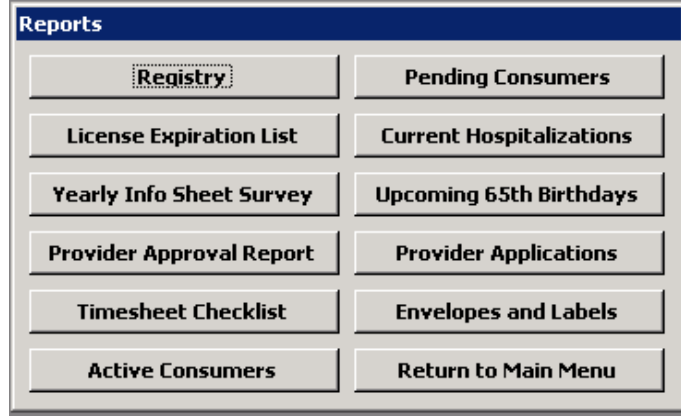 Reports
Registry
Pending Consumers
License Expiration List
Current Hospitalizations
Yearly Info Sheet Survey
Upcoming 65th Birthdays
Provider Approval Report
Provider Applications
Timesheet Checklist
Envelopes and Labels
Active Consumers
Return to Main Menu